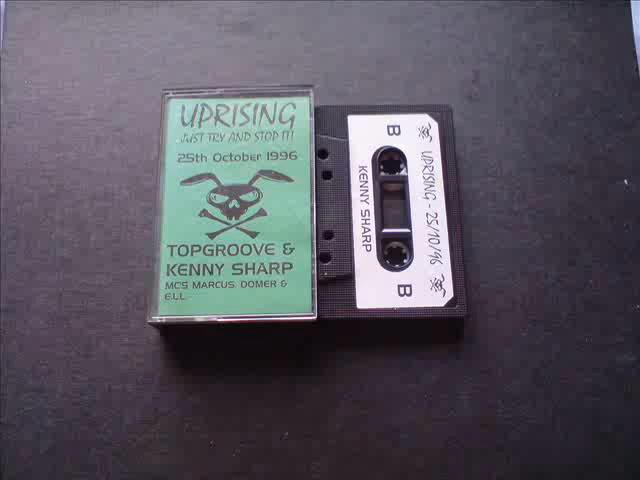 UPRISING
..JUST TRY AND STOP IT!
25th October 1996
TOPGROOVE &
KENNY SHARP
MCS MARCUS, DOMER &
E.L.L.
B
B
UPRISING - 25/10/96
KENNY SHARP